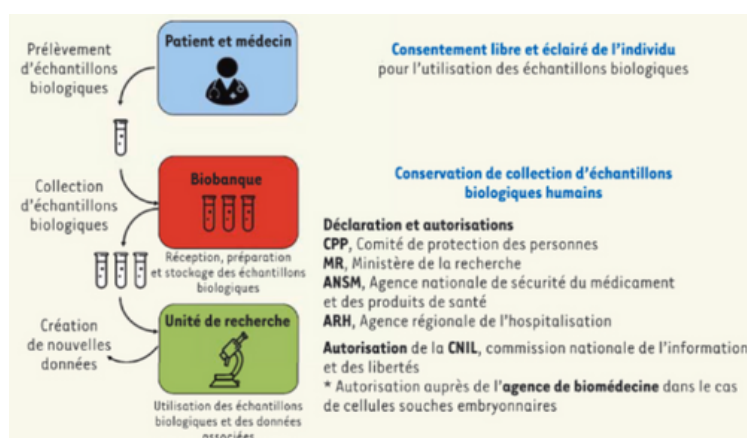 Prélèvement
d'échantillons
biologiques
Patient et médecin
Consentement libre et éclairé de l'individu
pour l'utilisation des échantillons biologiques
Collection
d'échantillons
biologiques
Biobanque
Réception, préparation
et stockage des échantillons
biologiques
Conservation de collection d'échantillons
biologiques humains
Déclaration et autorisations
CPP, Comité de protection des personnes
MR, Ministère de la recherche
ANSM, Agence nationale de sécurité du médicament
et des produits de santé
ARH, Agence régionale de l'hospitalisation
Création
de nouvelles
données
Unité de recherche
Utilisation des échantillons
biologiques et des données
associées
Autorisation de la CNIL, commission nationale de l'information
et des libertés
* Autorisation auprès de l'agence de biomédecine dans le cas
de cellules souches embryonnaires